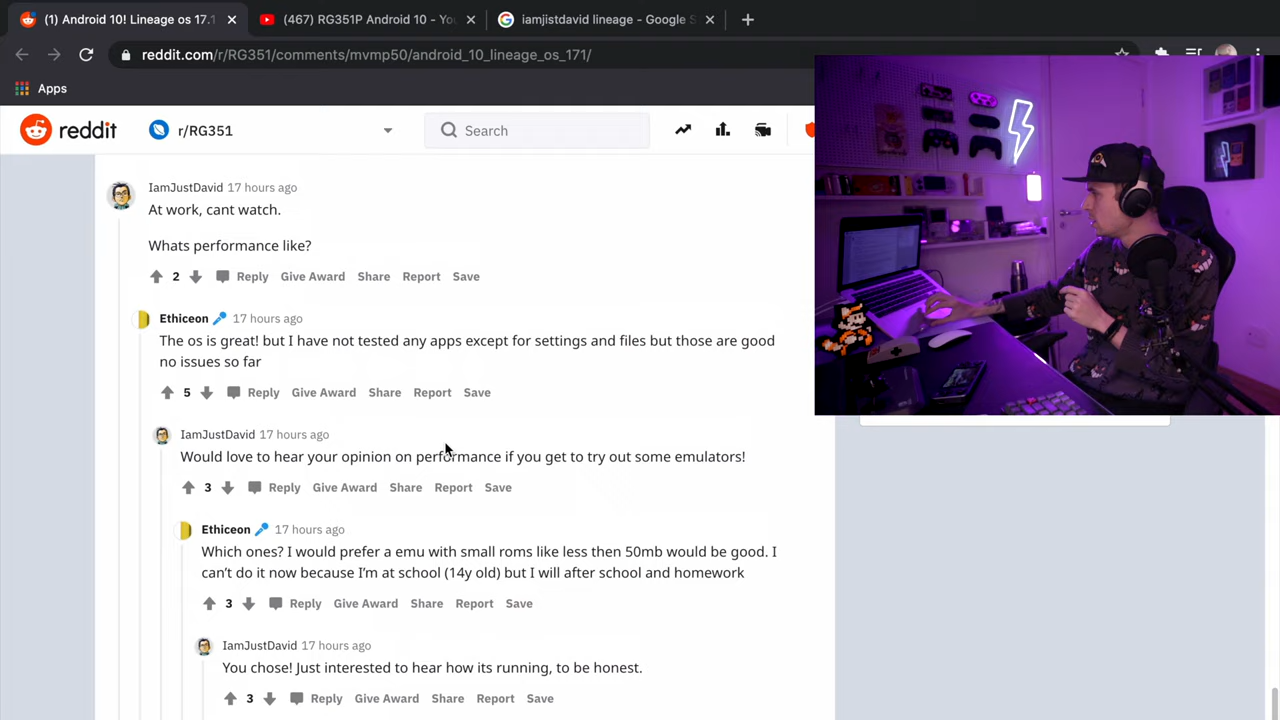 (1) Android 10! Lineage os 17.1
(467) RG351P Android 10 - You
iamjistdavid lineage - Google S
reddit.com/r/RG351/comments/mvmp50/android_10_lineage_os_171/
Apps
reddit
r/RG351
Search
IamJustDavid 17 hours ago
At work, cant watch.
Whats performance like?
2 Reply Give Award Share Report Save
Ethiceon 17 hours ago
The os is great! but I have not tested any apps except for settings and files but those are good
no issues so far
5 Reply Give Award Share Report Save
IamJustDavid 17 hours ago
Would love to hear your opinion on performance if you get to try out some emulators!
3 Reply Give Award Share Report Save
Ethiceon 17 hours ago
Which ones? I would prefer a emu with small roms like less then 50mb would be good. I
can't do it now because I'm at school (14y old) but I will after school and homework
3 Reply Give Award Share Report Save
IamJustDavid 17 hours ago
You chose! Just interested to hear how its running, to be honest.
3 Reply Give Award Share Report Save